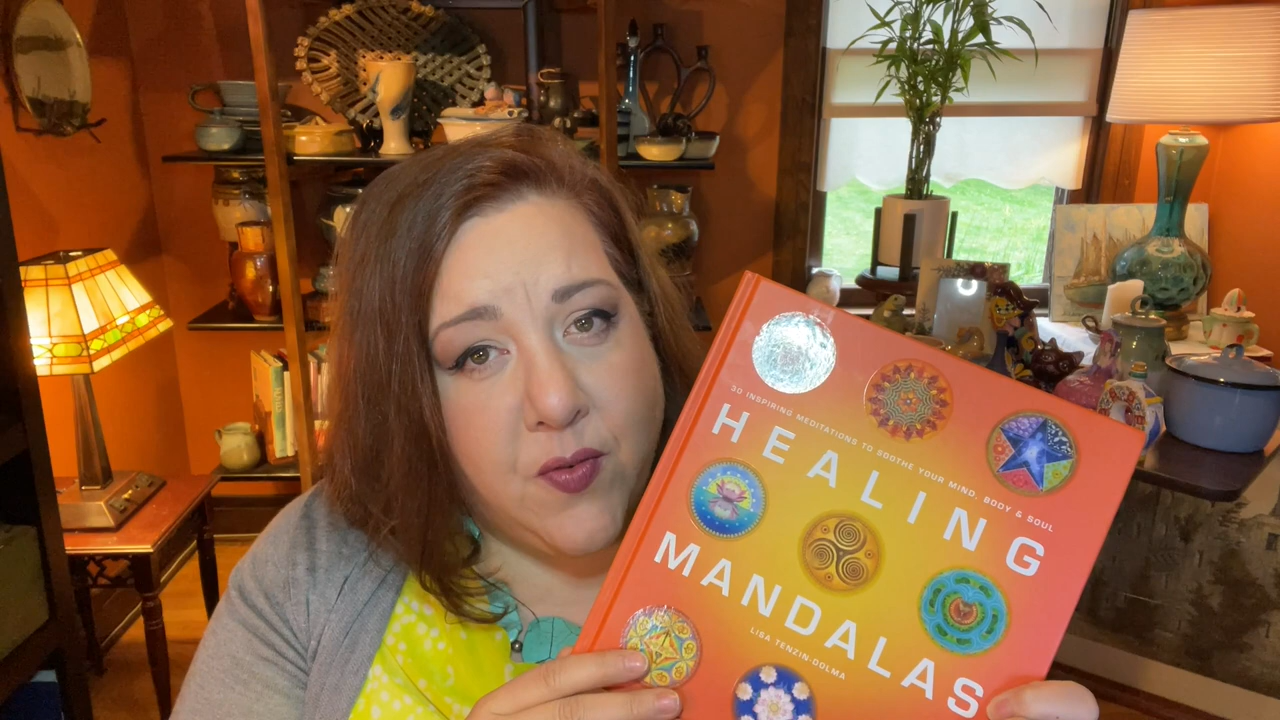 30 INSPIRING MEDITATIONS TO SOOTHE YOUR MIND, BODY & SOUL
HEALING
MANDALAS
LISA TENZIN-DOLMA